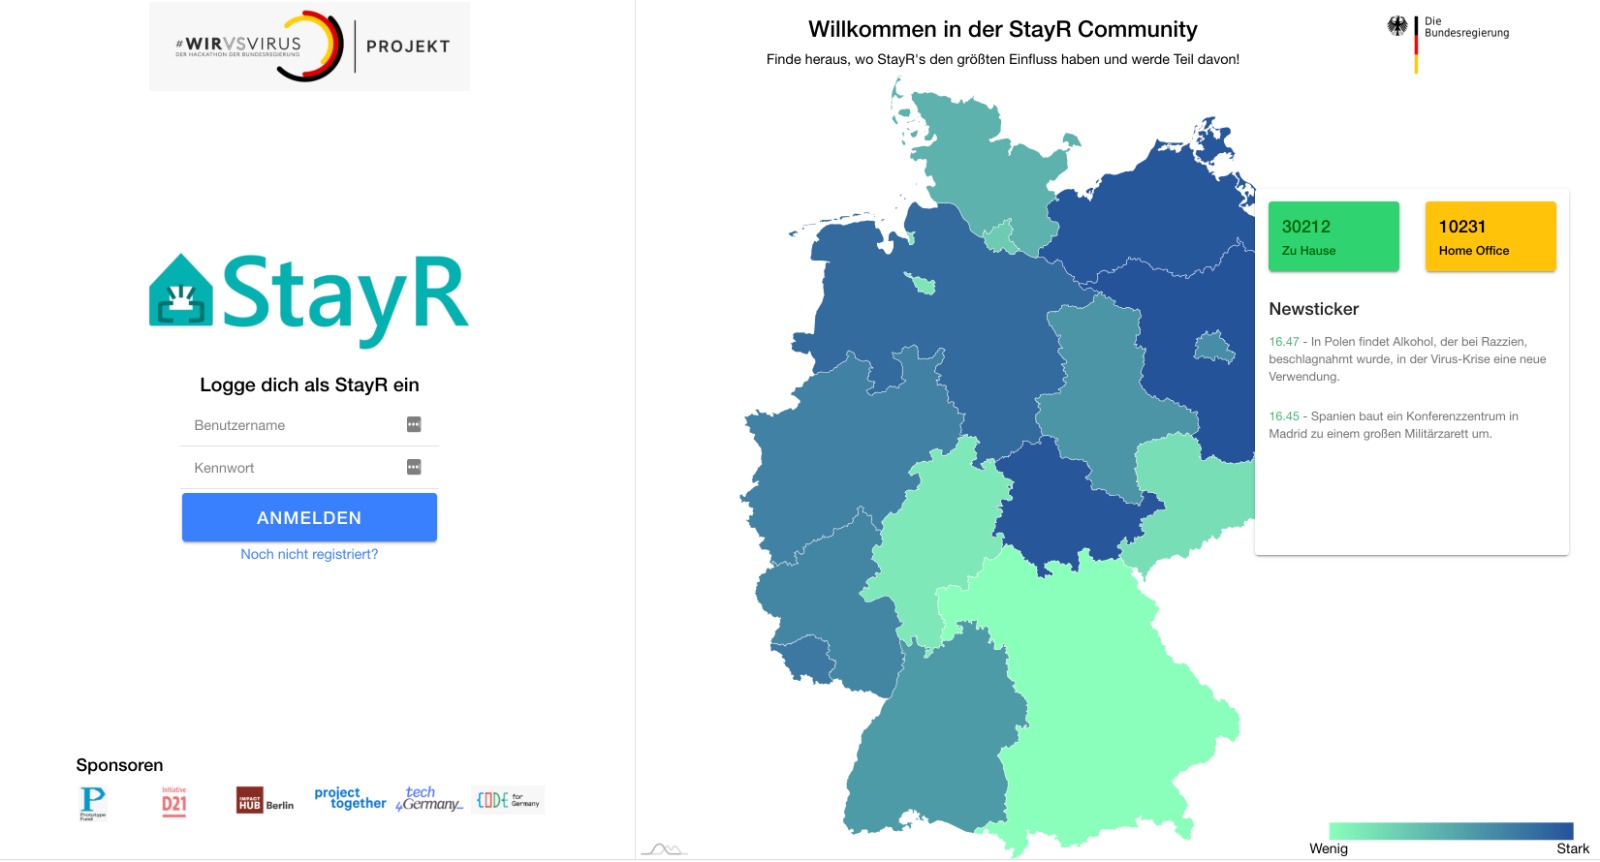 #WIRVSVIRUS
DER HACKATHON DER BUNDESREGIERUNG
PROJEKT
StayR
Logge dich als StayR ein
Benutzername
Kennwort
ANMELDEN
Noch nicht registriert?
Sponsoren
P
Prototype
Fund
Initiative
D21
IMPACT
HUB
Berlin
project
together
tech
4Germany_
CODE
for
Germany
Willkommen in der StayR Community
Finde heraus, wo StayR's den größten Einfluss haben und werde Teil davon!
Die
Bundesregierung
30212
Zu Hause
10231
Home Office
Newsticker
16.47 - In Polen findet Alkohol, der bei Razzien,
beschlagnahmt wurde, in der Virus-Krise eine neue
Verwendung.
16.45 - Spanien baut ein Konferenzzentrum in
Madrid zu einem großen Militärzarett um.
Wenig
Stark